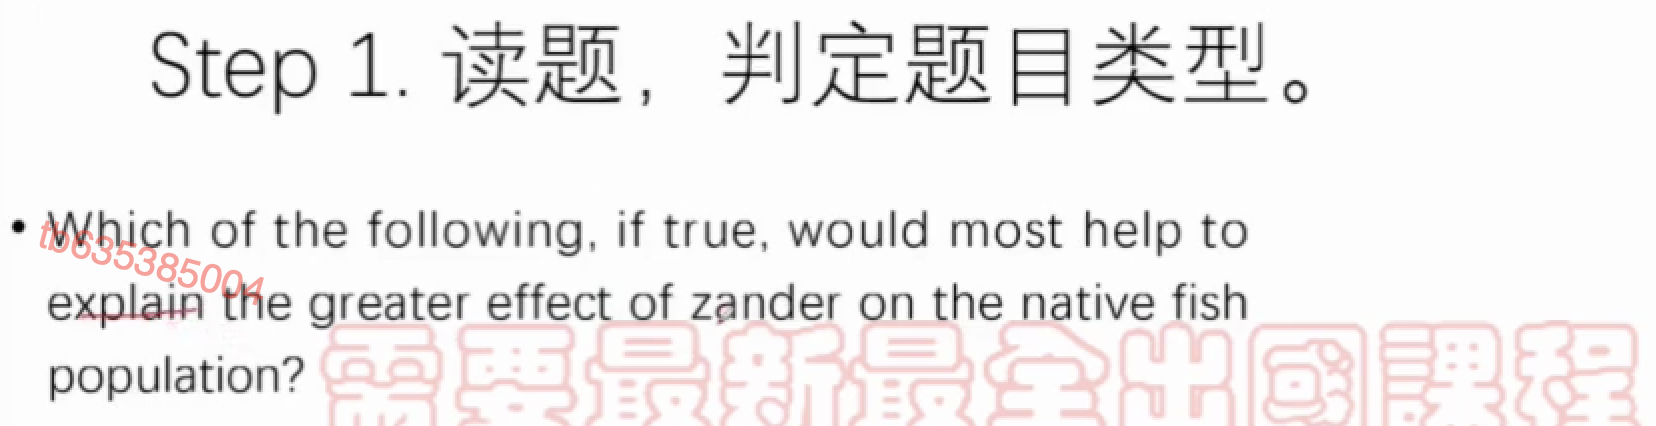 Step 1. 读题，判定题目类型。
• Which of the following, if true, would most help to
tb635385004
explain the greater effect of zander on the native fish
population?
需要最新最全出國課程